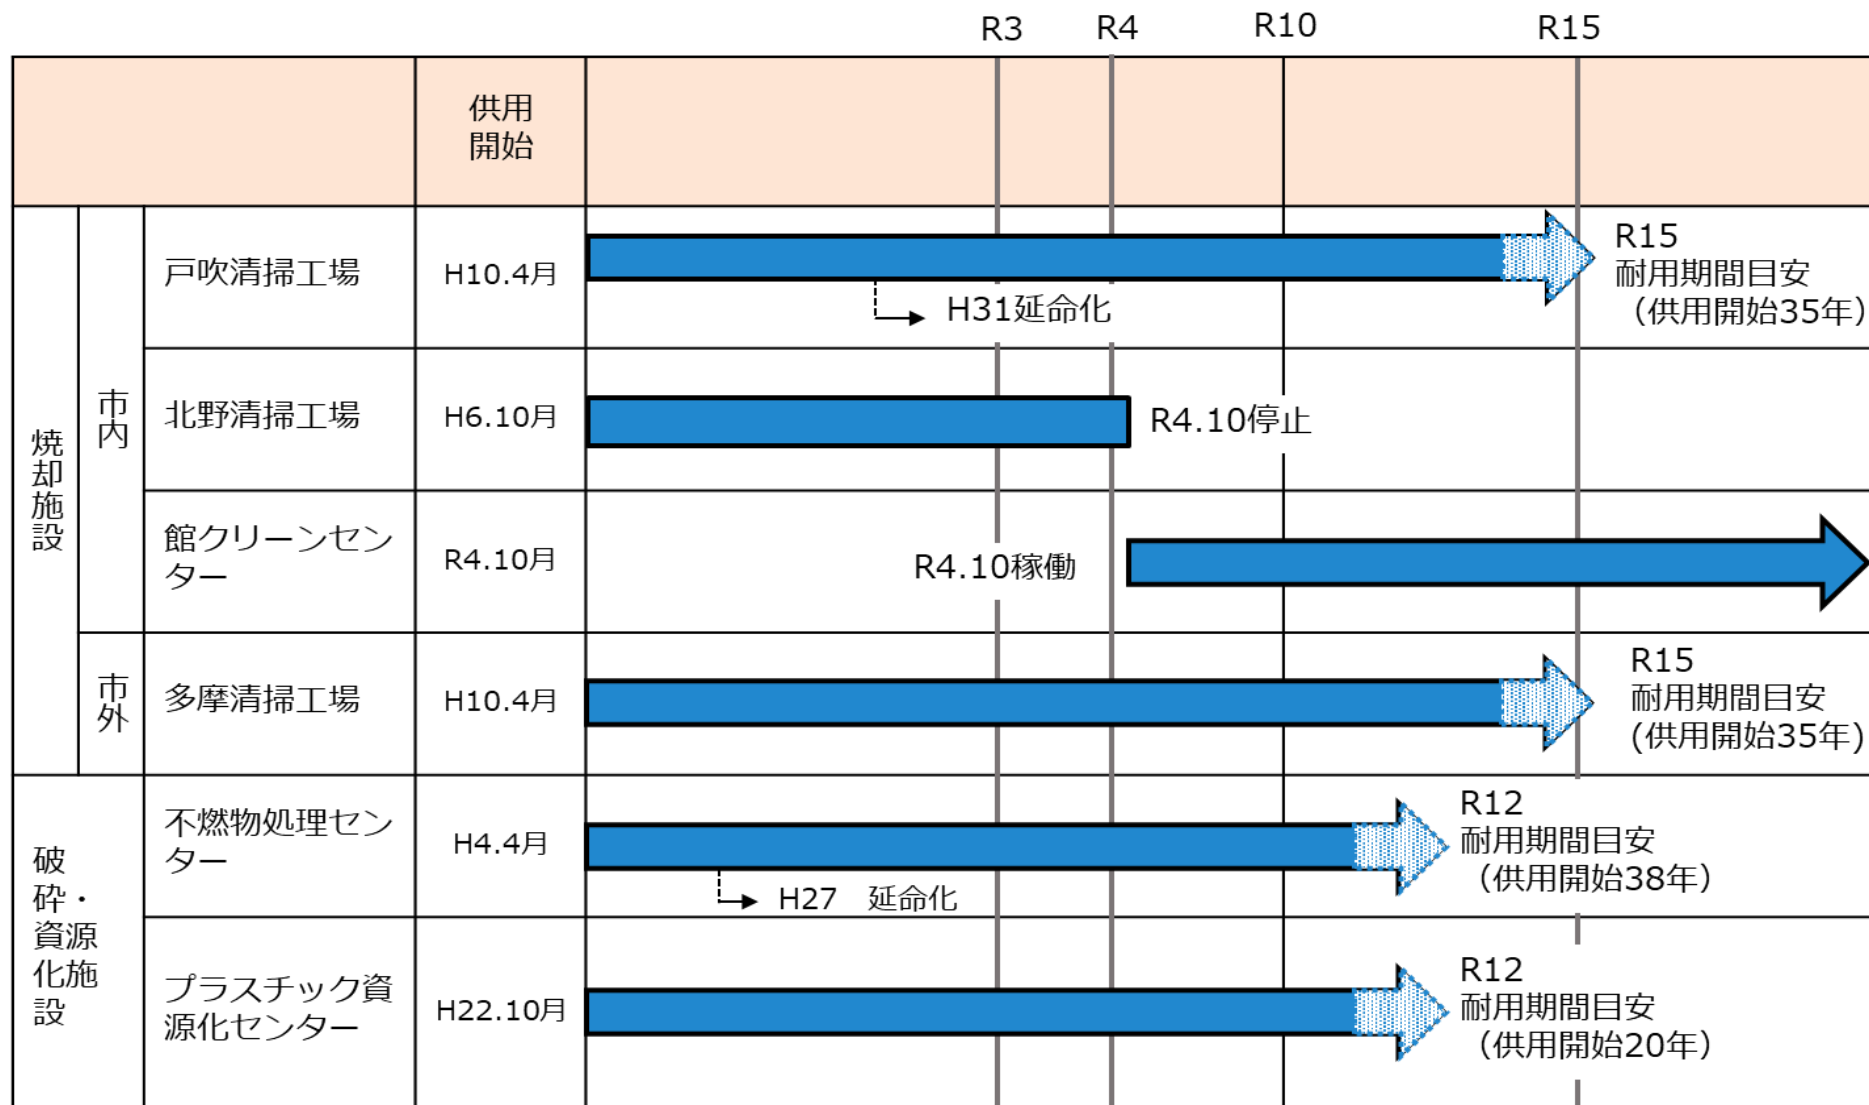 R3
R4
R10
R15
供用
開始
焼却施設
市内
戸吹清掃工場
H10.4月
H31延命化
R15
耐用期間目安
（供用開始35年）
北野清掃工場
H6.10月
R4.10停止
館クリーンセン
ター
R4.10月
R4.10稼働
市外
多摩清掃工場
H10.4月
R15
耐用期間目安
(供用開始35年)
破
砕・
資源
化施
設
不燃物処理セン
ター
H4.4月
H27　延命化
R12
耐用期間目安
（供用開始38年）
プラスチック資
源化センター
H22.10月
R12
耐用期間目安
（供用開始20年）